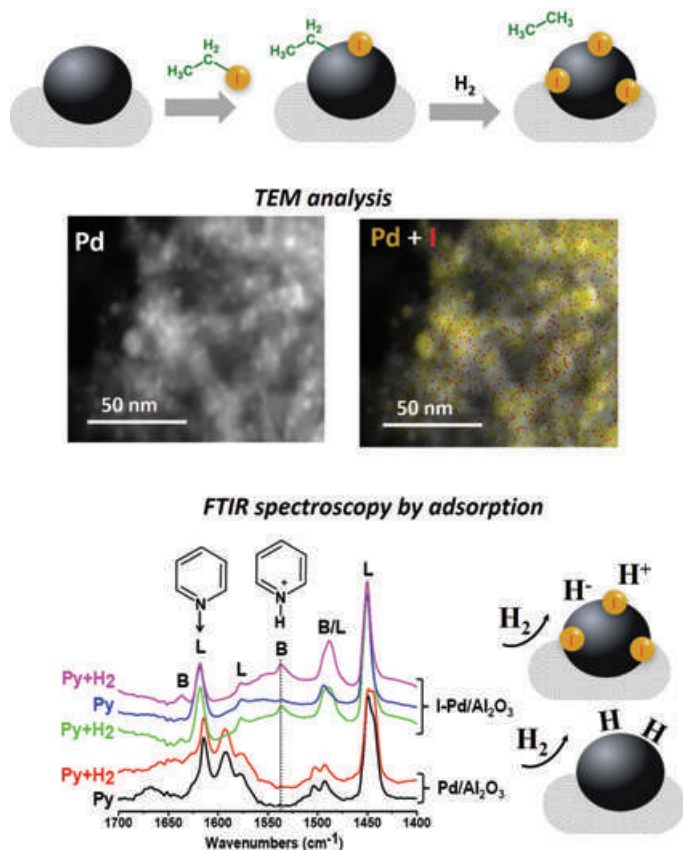 H₂
C
H₃C
I
H₂
C
H₃C
I
H₂
CH₃
H₃C
I
I
I
TEM analysis
Pd
50 nm
Pd + I
50 nm
FTIR spectroscopy by adsorption
N
N
+
H
L
B
L
B
B/L
L
Py+H2
Py
Py+H2
Py+H2
Py
I-Pd/Al₂O₃
Pd/Al₂O₃
1700
1650
1600
1550
1500
1450
1400
Wavenumbers (cm⁻¹)
H₂
H⁻
H⁺
I
I
I
H₂
H
H